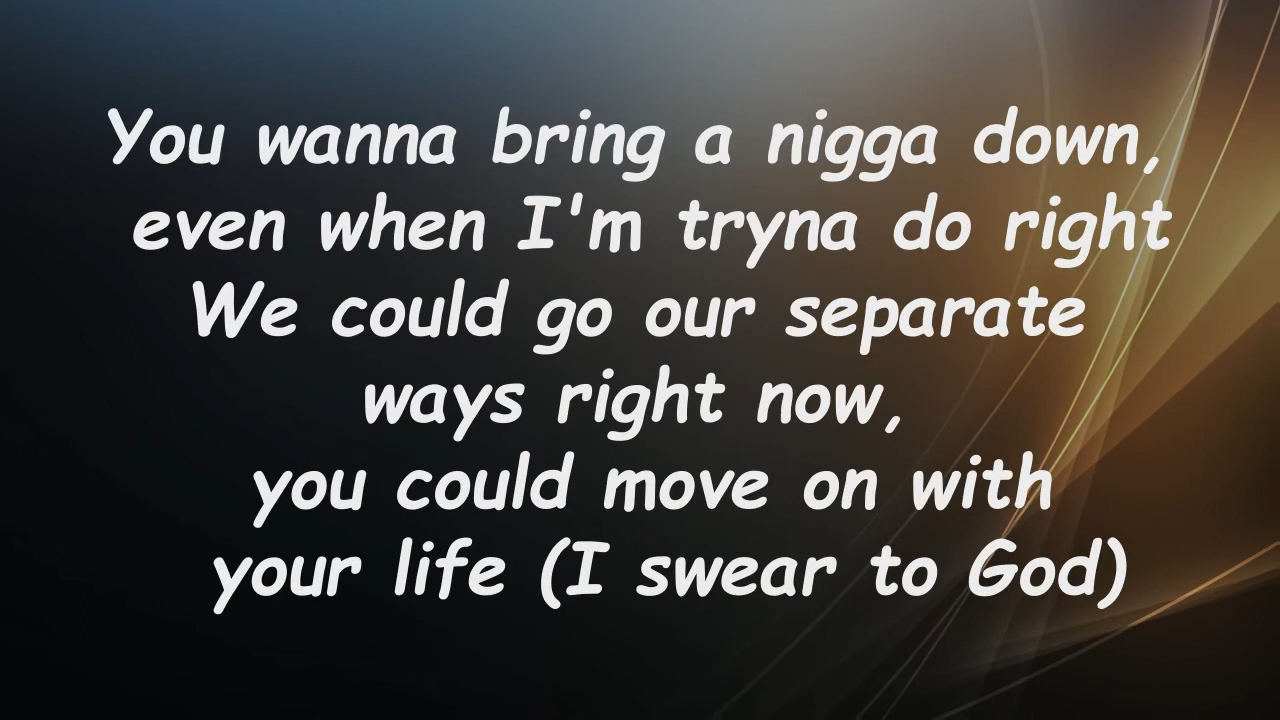 You wanna bring a nigga down,
even when I'm tryna do right
We could go our separate
ways right now,
you could move on with
your life (I swear to God)